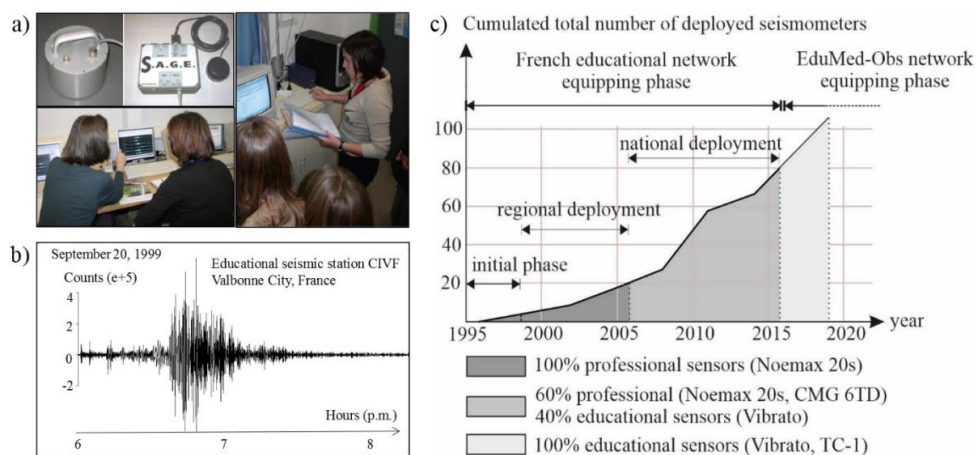 a)
S.A.G.E.
b)
September 20, 1999
Counts (e+5)
Educational seismic station CIVF
Valbonne City, France
4
2
0
-2
Hours (p.m.)
6 7 8
c) Cumulated total number of deployed seismometers
French educational network
equipping phase
EduMed-Obs network
equipping phase
100
national deployment
80
60
regional deployment
40
initial phase
20
1995 2000 2005 2010 2015 2020 year
100% professional sensors (Noemax 20s)
60% professional (Noemax 20s, CMG 6TD)
40% educational sensors (Vibrato)
100% educational sensors (Vibrato, TC-1)